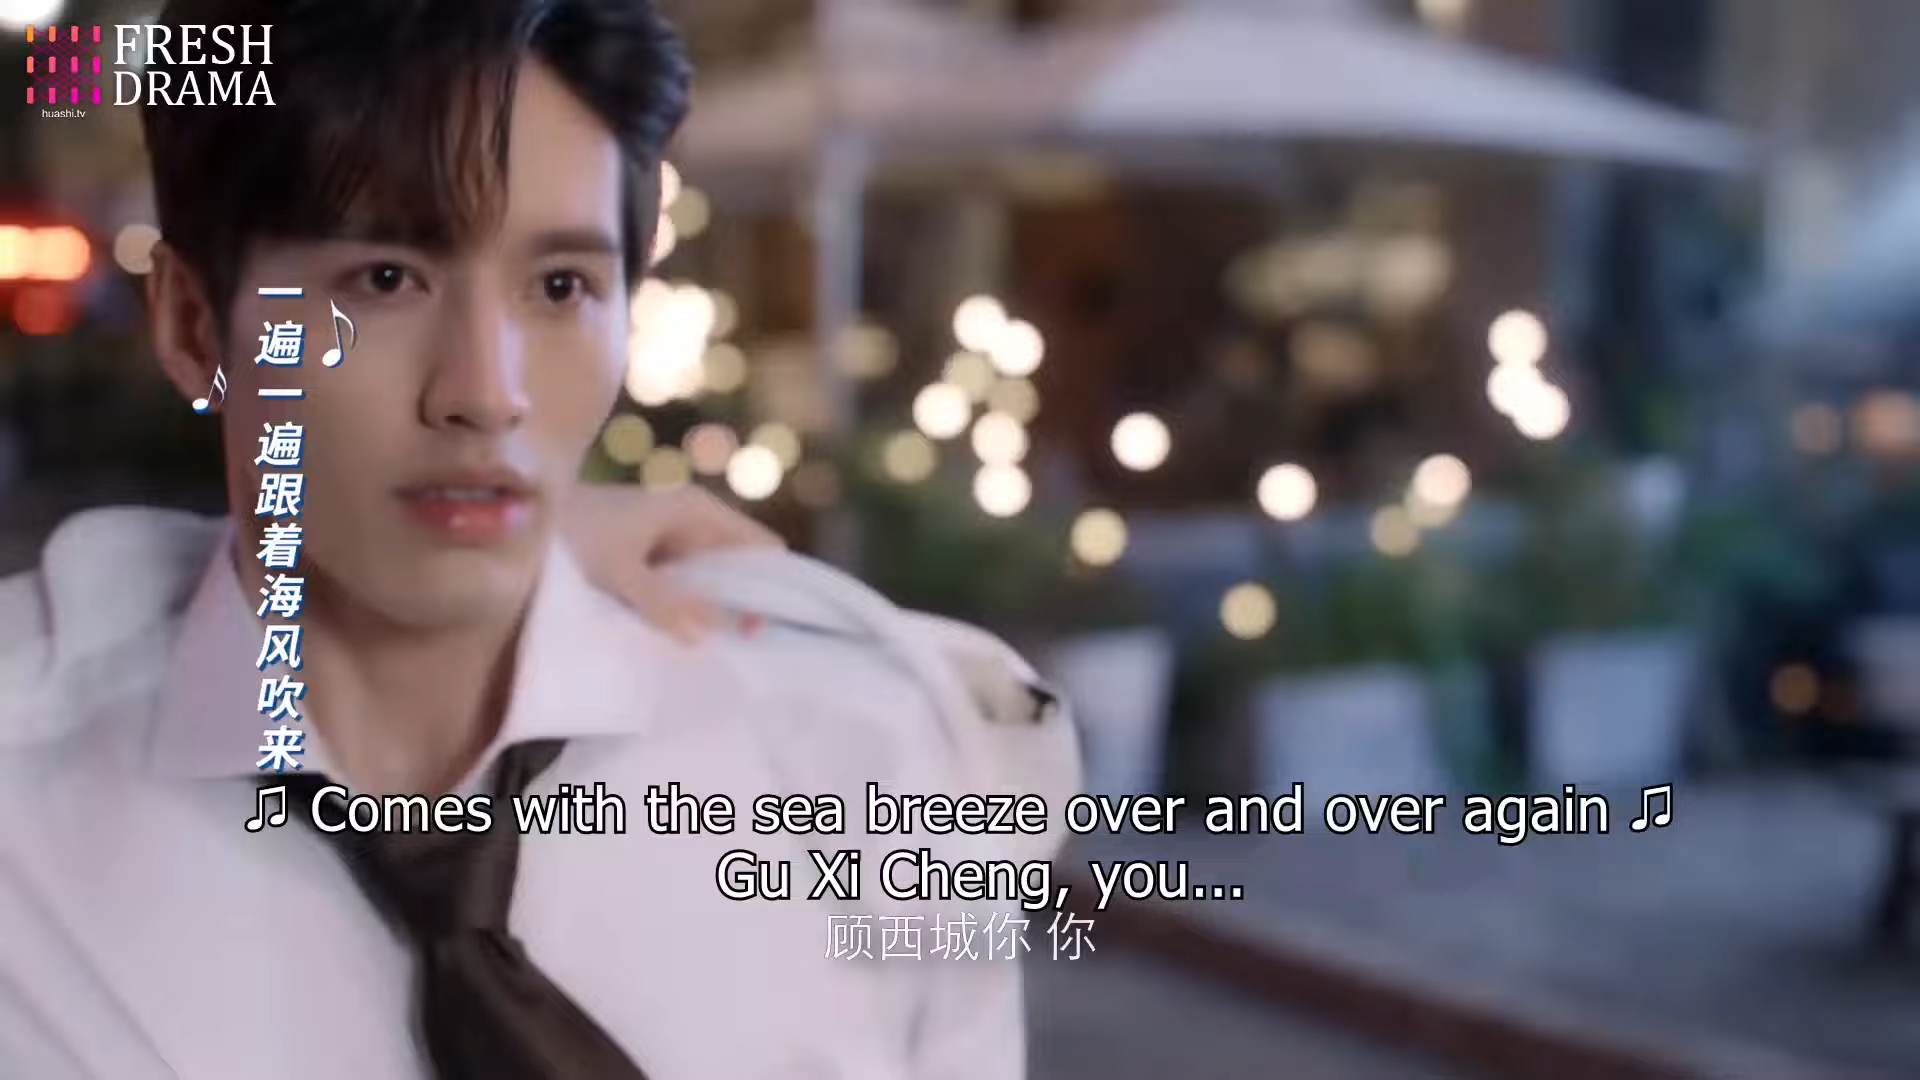 FRESH
DRAMA
huashi.tv
一遍一遍跟着海风吹来
♫ Comes with the sea breeze over and over again ♫
Gu Xi Cheng, you...
顾西城你 你